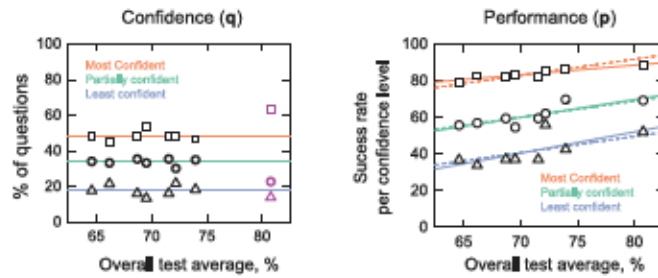 Confidence (q)
100
80
60
40
20
0
% of questions
Most Confident
Partially confident
Least confident
65 70 75 80
Overall test average, %
Performance (p)
100
80
60
40
20
0
Sucess rate
per confidence level
Most Confident
Partially confident
Least confident
65 70 75 80
Overall test average, %